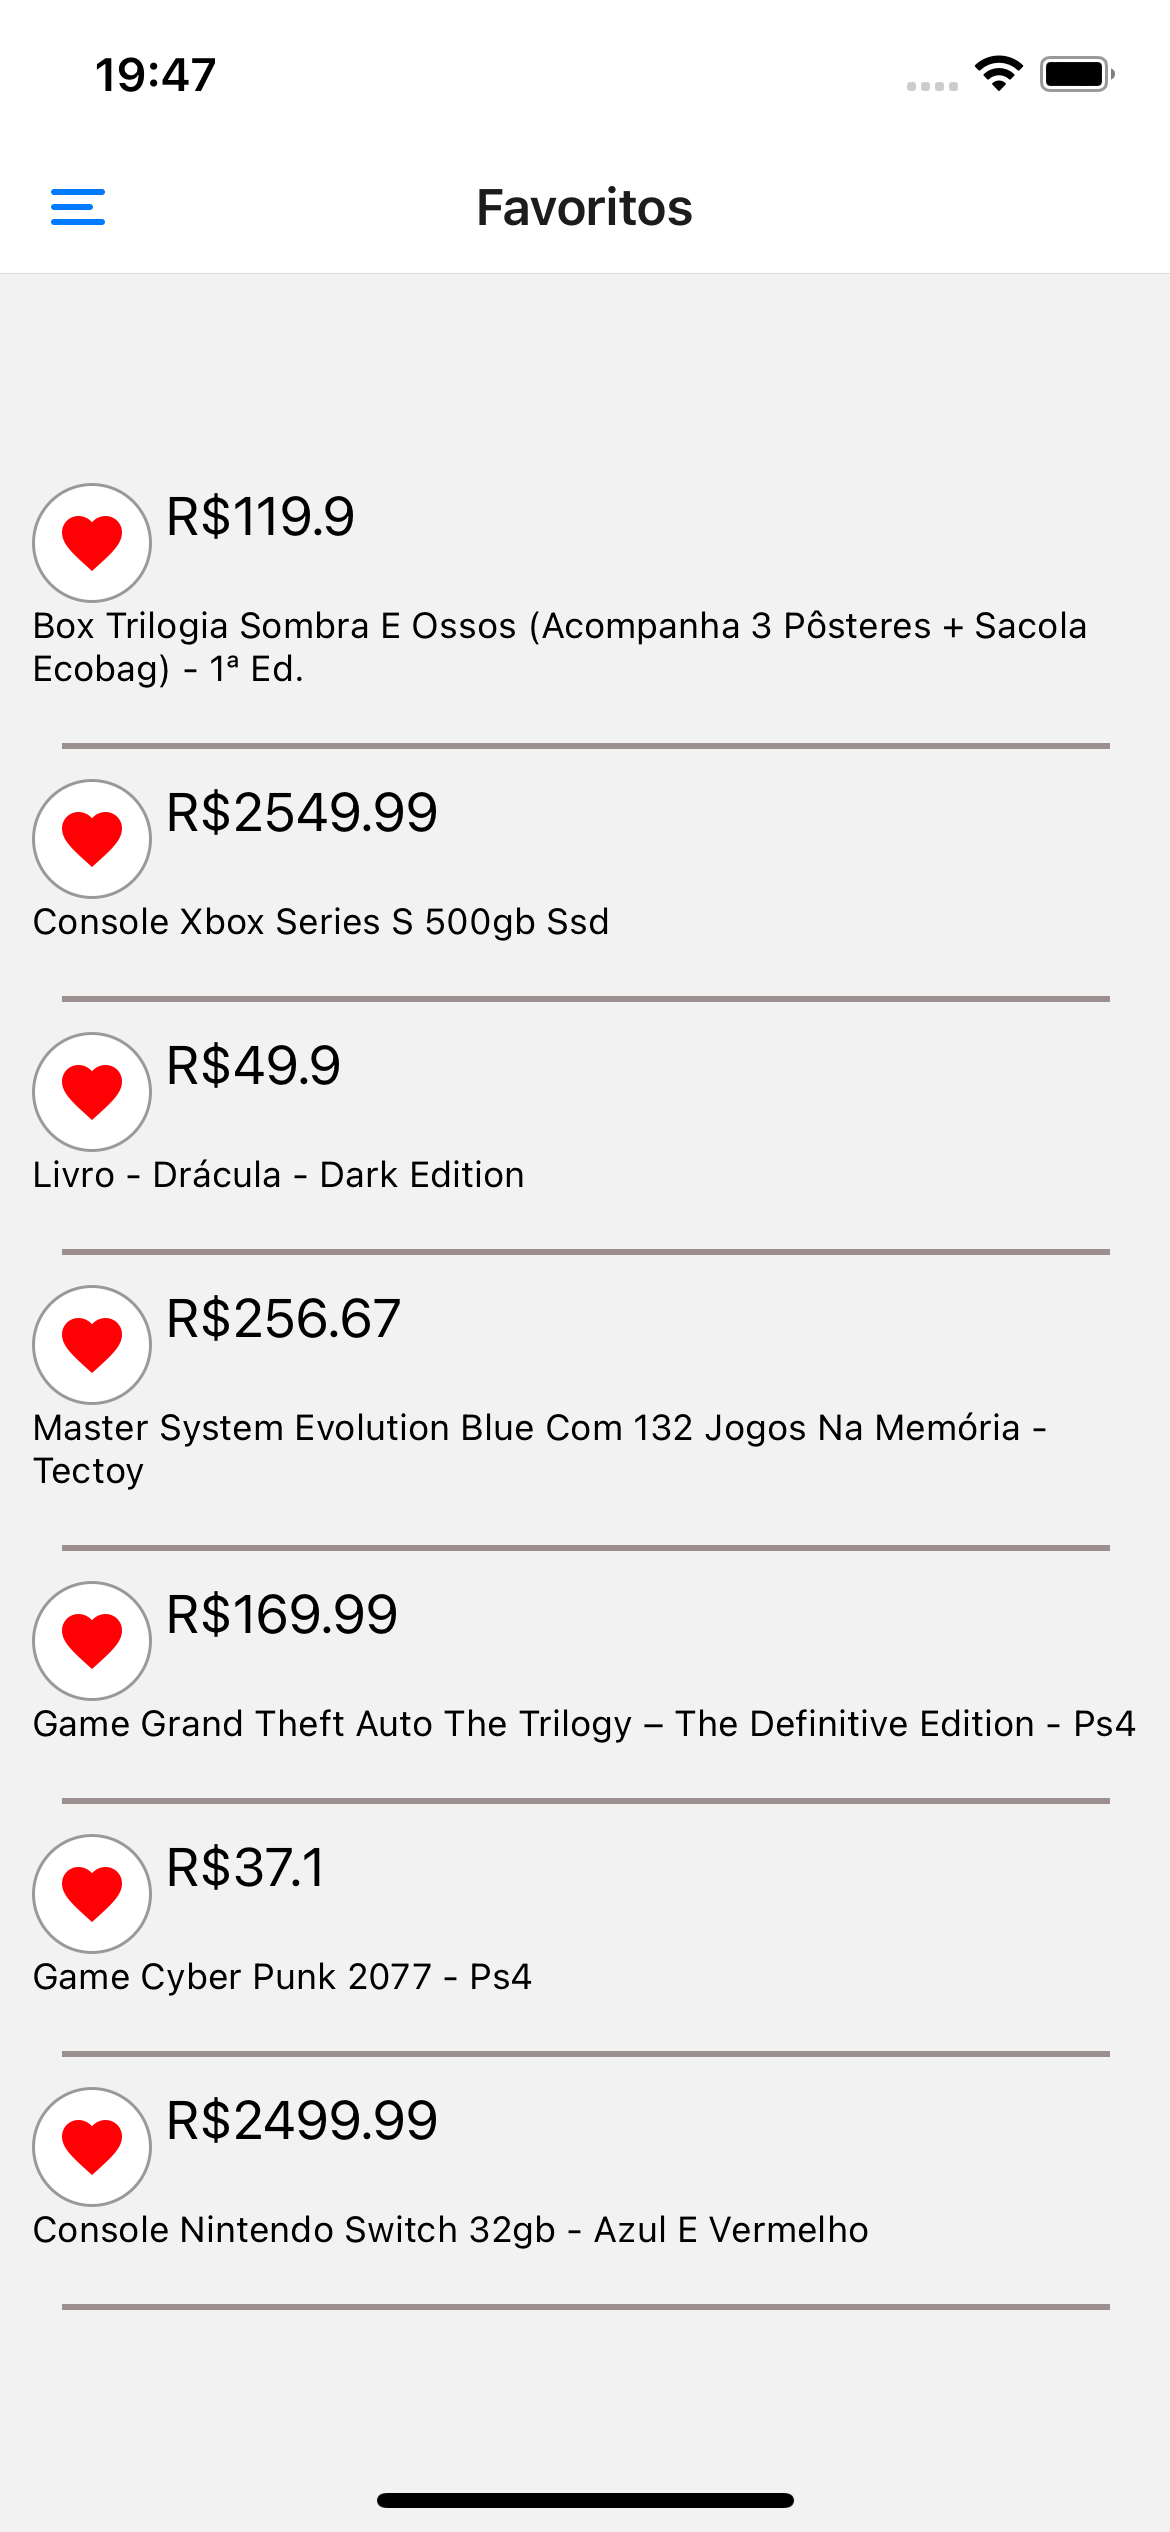 19:47
Favoritos
R$119.9
Box Trilogia Sombra E Ossos (Acompanha 3 Pôsteres + Sacola
Ecobag) - 1ª Ed.
R$2549.99
Console Xbox Series S 500gb Ssd
R$49.9
Livro - Drácula - Dark Edition
R$256.67
Master System Evolution Blue Com 132 Jogos Na Memória -
Tectoy
R$169.99
Game Grand Theft Auto The Trilogy – The Definitive Edition - Ps4
R$37.1
Game Cyber Punk 2077 - Ps4
R$2499.99
Console Nintendo Switch 32gb - Azul E Vermelho